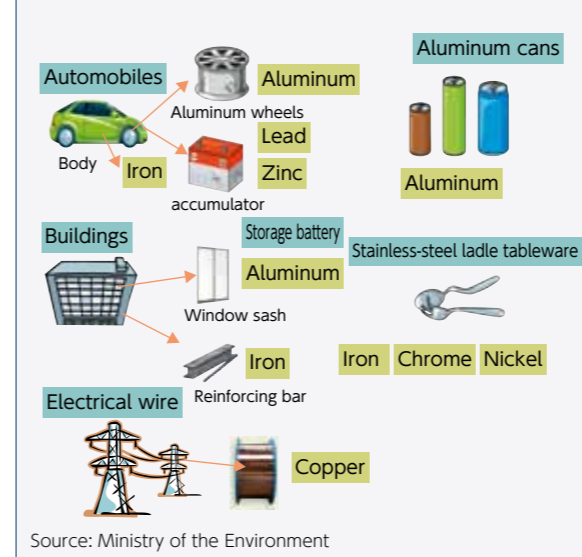 Automobiles
Aluminum
Aluminum wheels
Lead
Zinc
accumulator
Body
Iron
Aluminum cans
Aluminum
Buildings
Storage battery
Aluminum
Window sash
Iron
Reinforcing bar
Stainless-steel ladle tableware
Iron Chrome Nickel
Electrical wire
Copper
Source: Ministry of the Environment